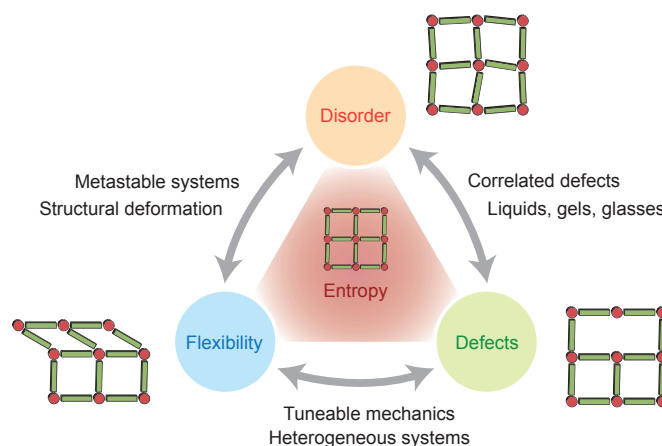 Disorder
Metastable systems
Structural deformation
Correlated defects
Liquids, gels, glasses
Entropy
Flexibility
Defects
Tuneable mechanics
Heterogeneous systems